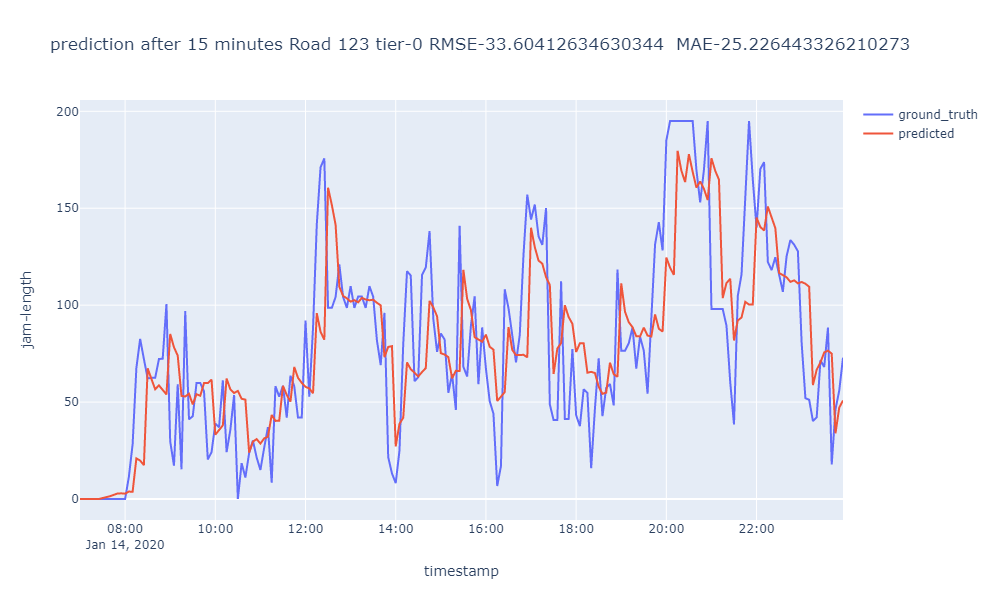 prediction after 15 minutes Road 123 tier-0 RMSE-33.60412634630344  MAE-25.226443326210273
ground_truth
predicted
200
150
100
50
0
jam-length
08:00 10:00 12:00 14:00 16:00 18:00 20:00 22:00
Jan 14, 2020
timestamp